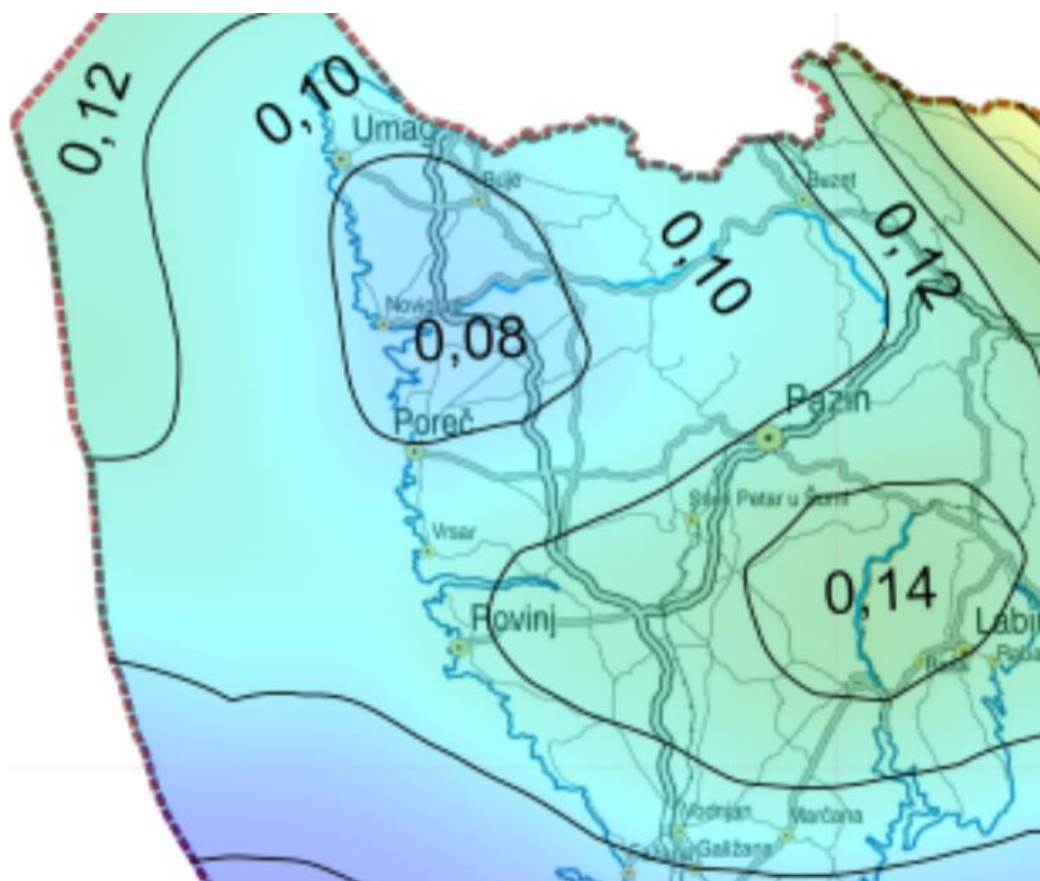 0,12
0,10
Umag
Buje
Buzet
0,10
0,12
Novigrad
0,08
Pazin
Poreč
Sveti Petar u Šumi
Vrsar
0,14
Rovinj
Labin
Raša
Vodnjan
Marčana
Galižana